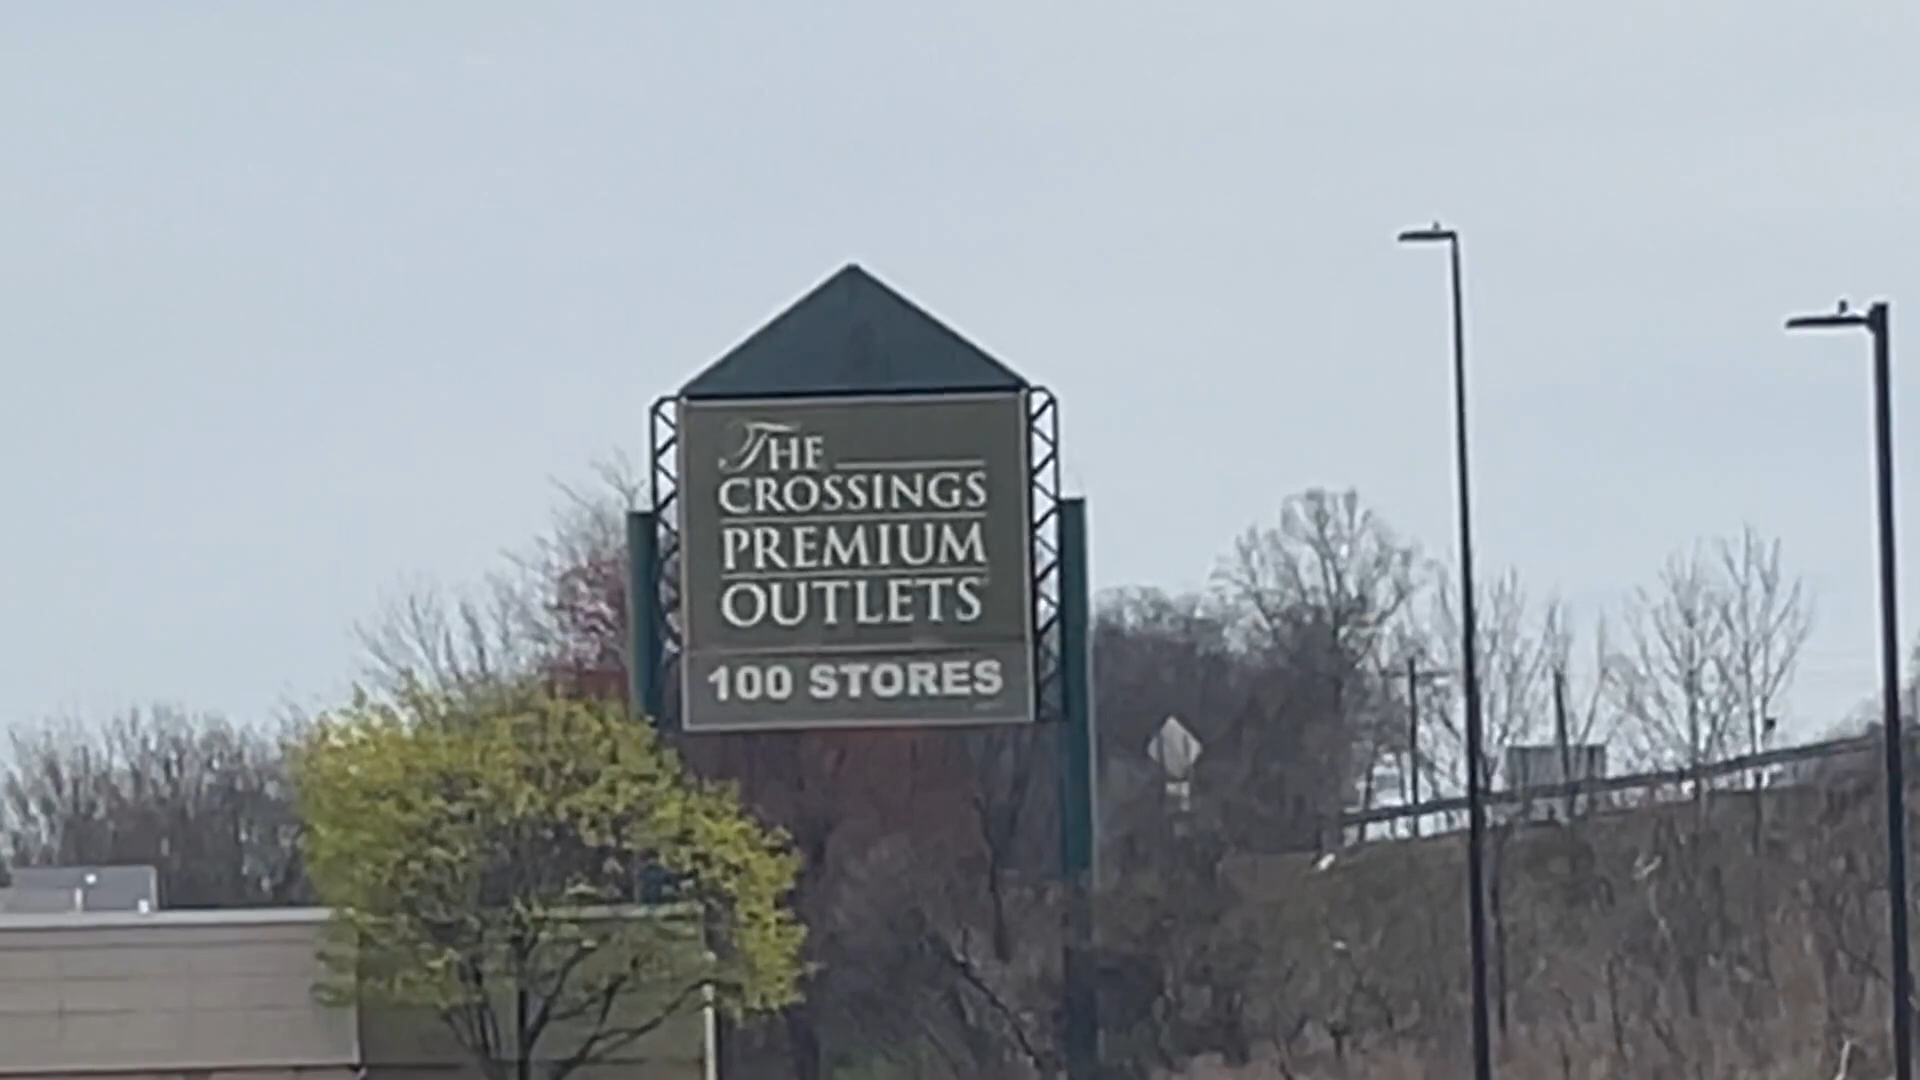 THE
CROSSINGS
PREMIUM
OUTLETS
100 STORES